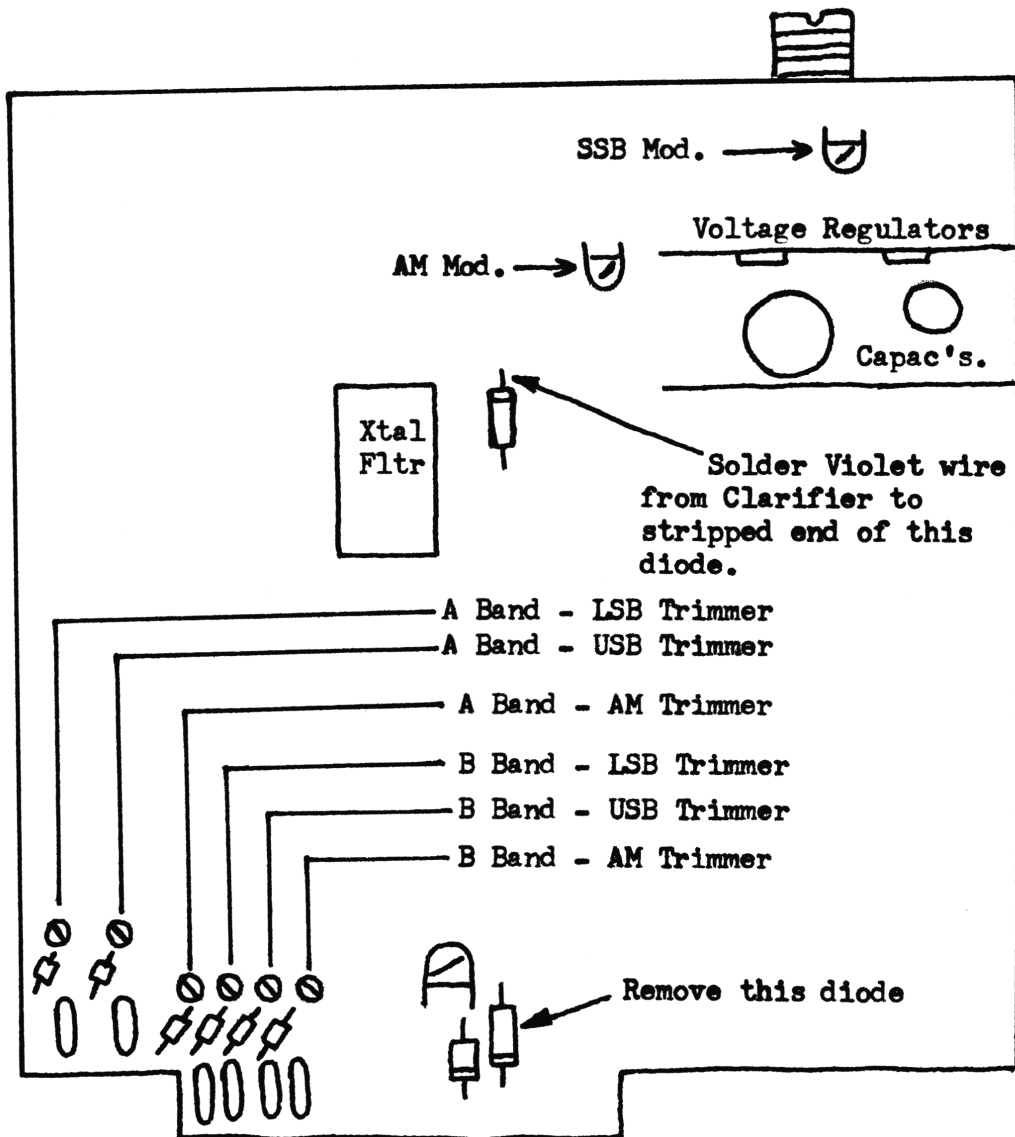 SSB Mod.
Voltage Regulators
AM Mod.
Capac's.
Xtal
Fltr
Solder Violet wire
from Clarifier to
stripped end of this
diode.
A Band - LSB Trimmer
A Band - USB Trimmer
A Band - AM Trimmer
B Band - LSB Trimmer
B Band - USB Trimmer
B Band - AM Trimmer
Remove this diode